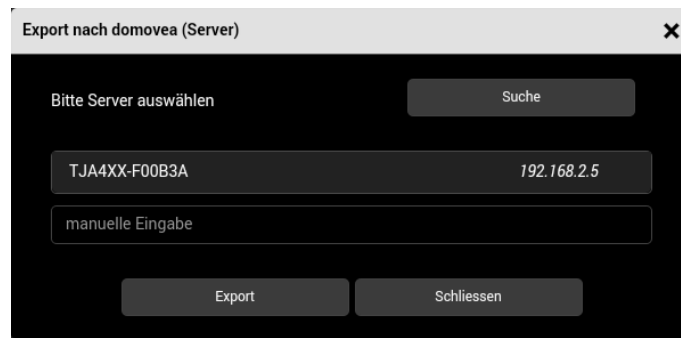 Export nach domovea (Server)
Bitte Server auswählen
Suche
TJA4XX-F00B3A 192.168.2.5
manuelle Eingabe
Export
Schliessen